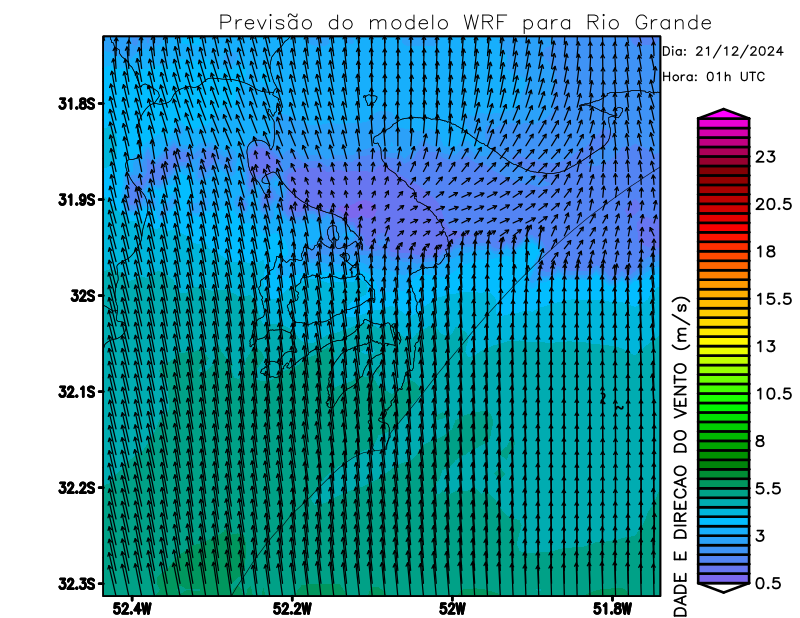 Previsão do modelo WRF para Rio Grande
Dia: 21/12/2024
Hora: 01h UTC
31.8S
31.9S
32S
32.1S
32.2S
32.3S
52.4W
52.2W
52W
51.8W
23
20.5
18
15.5
13
10.5
8
5.5
3
0.5
DADE E DIRECAO DO VENTO (m/s)